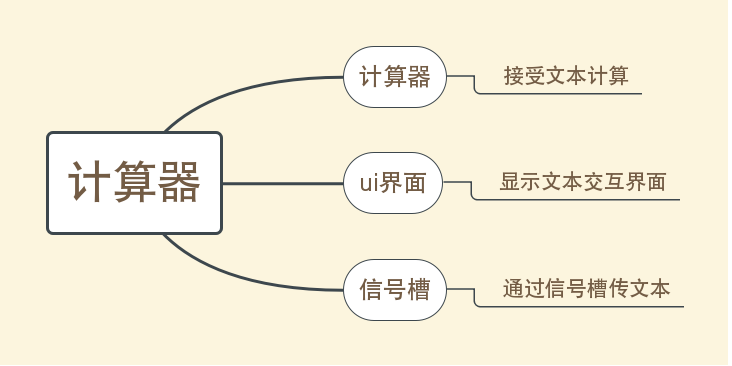 计算器
计算器
接受文本计算
ui界面
显示文本交互界面
信号槽
通过信号槽传文本